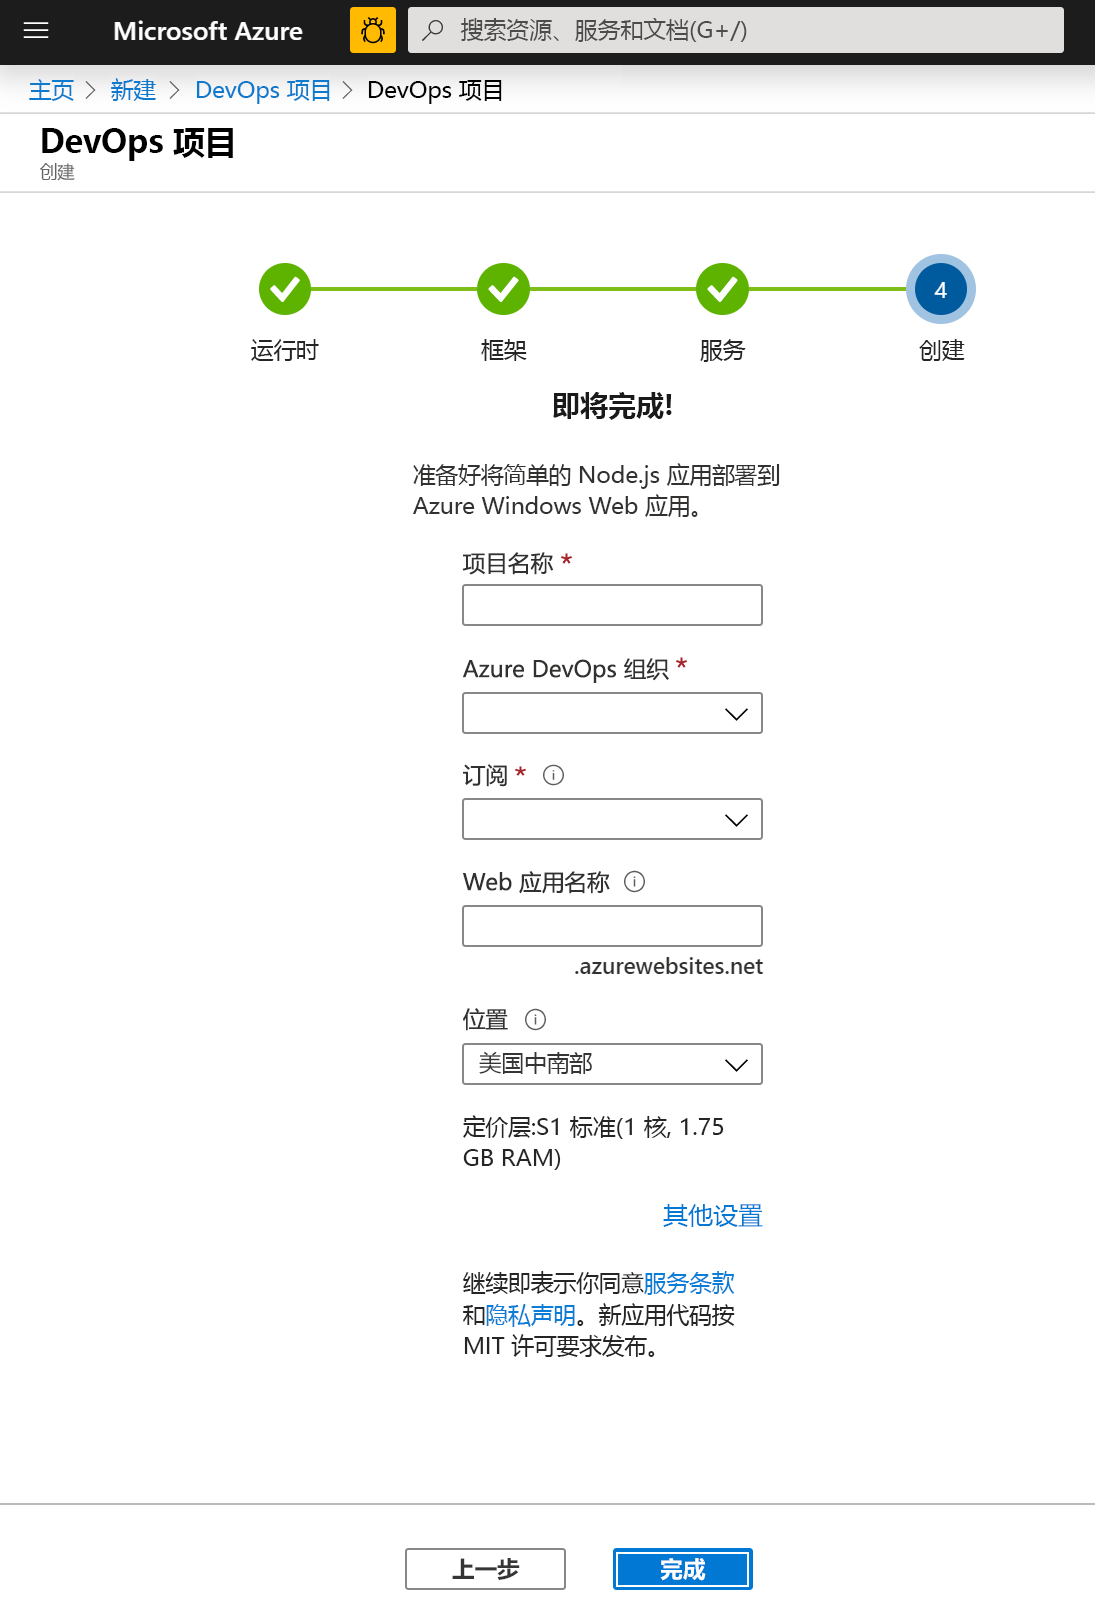 Microsoft Azure
搜索资源、服务和文档(G+/)
主页 > 新建 > DevOps 项目 > DevOps 项目
DevOps 项目
创建
4
运行时 框架 服务 创建
即将完成!
准备好将简单的 Node.js 应用部署到
Azure Windows Web 应用。
项目名称 *
Azure DevOps 组织 *
订阅 *
Web 应用名称
.azurewebsites.net
位置
美国中南部
定价层:S1 标准(1 核, 1.75
GB RAM)
其他设置
继续即表示你同意服务条款
和隐私声明。新应用代码按
MIT 许可要求发布。
上一步 完成